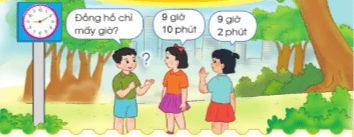 Đồng hồ chỉ
mấy giờ?
9 giờ
10 phút
9 giờ
2 phút
?